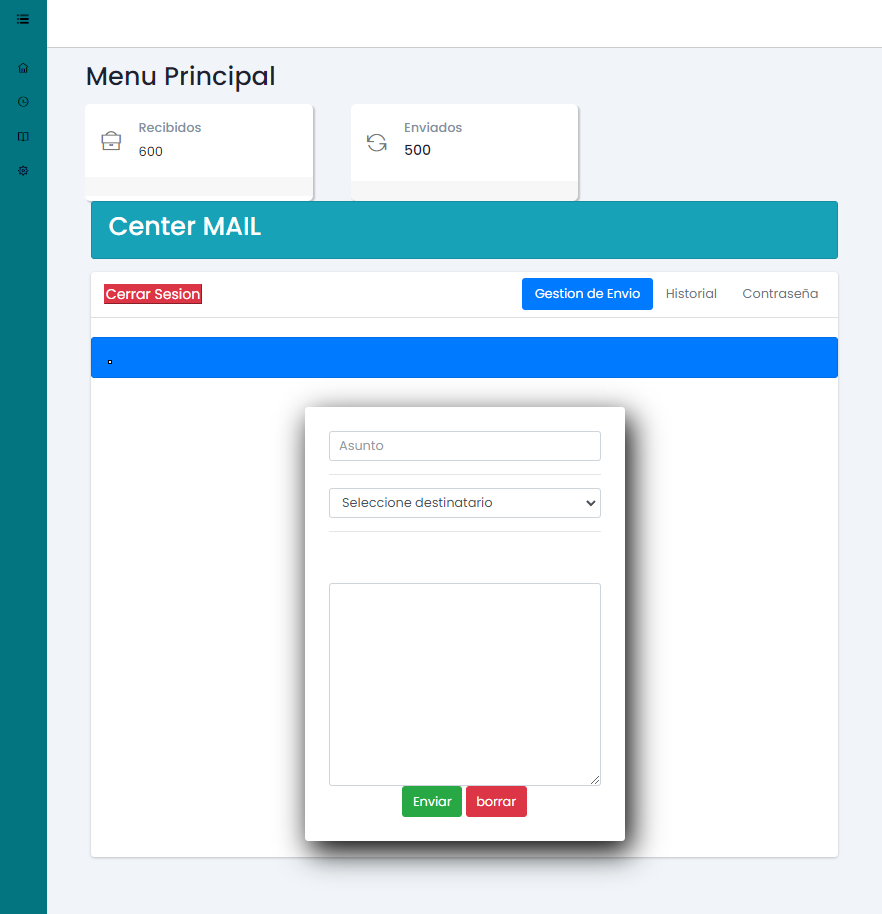 Menu Principal
Recibidos
600
Enviados
500
Center MAIL
Cerrar Sesion
Gestion de Envio
Historial
Contraseña
Asunto
Seleccione destinatario
Enviar
borrar